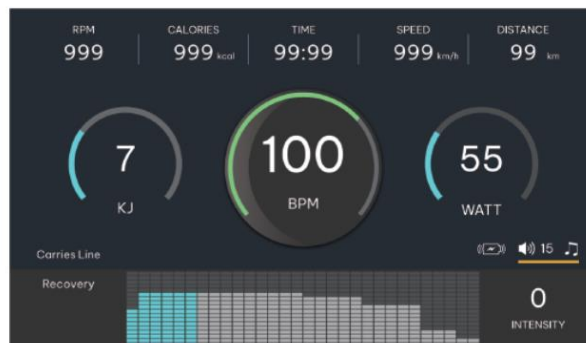 RPM CALORIES TIME SPEED DISTANCE
999 999 kcal 99:99 999 km/h 99 km
7 100 55
KJ BPM WATT
15
Carries Line
Recovery
0
INTENSITY